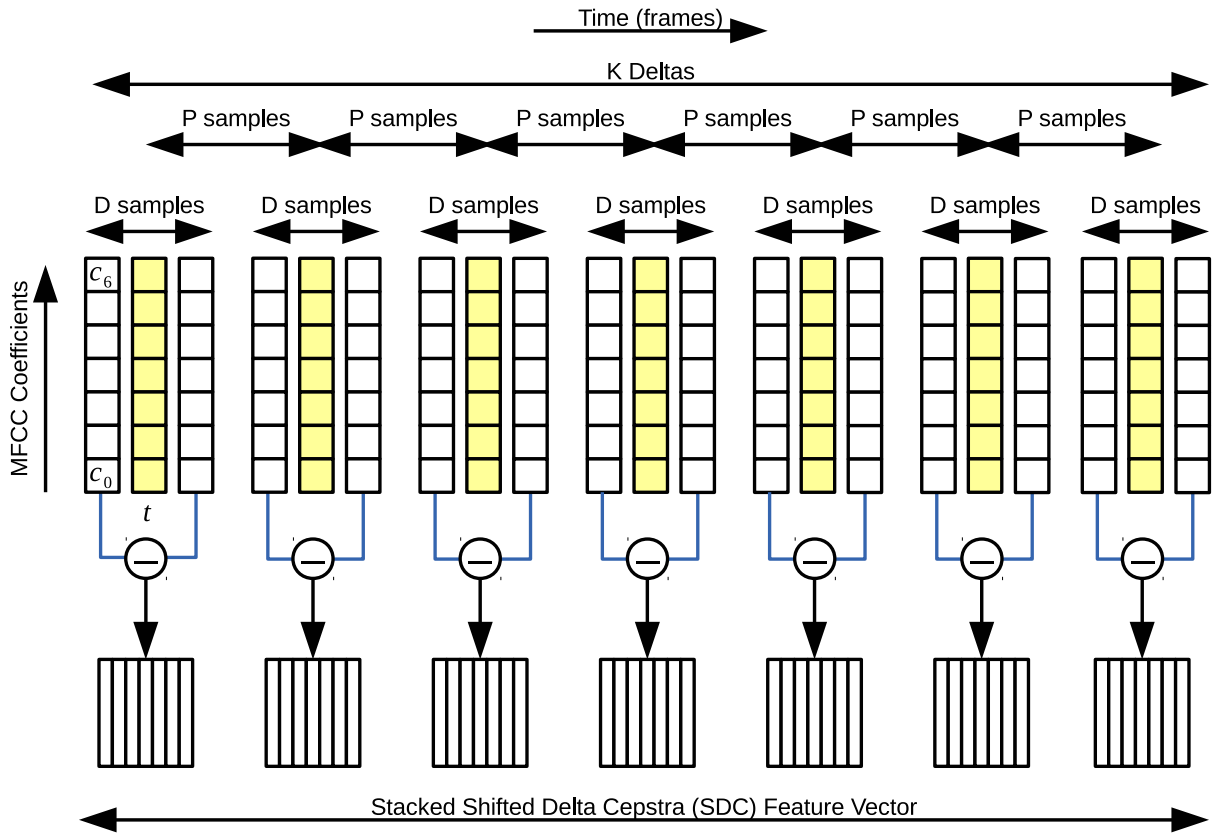 Time (frames)
K Deltas
P samples P samples P samples P samples P samples P samples
D samples D samples D samples D samples D samples D samples D samples
MFCC Coefficients
c6
c0
t
Stacked Shifted Delta Cepstra (SDC) Feature Vector